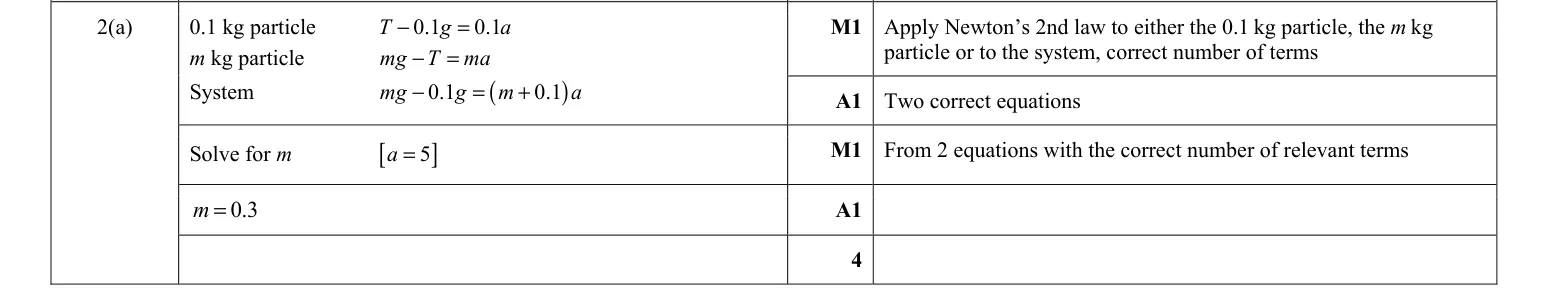 2(a)
0.1 kg particle T − 0.1g = 0.1a M1 Apply Newton's 2nd law to either the 0.1 kg particle, the m kg
m kg particle mg − T = ma particle or to the system, correct number of terms
System mg − 0.1g = (m + 0.1)a
A1 Two correct equations
Solve for m [a = 5] M1 From 2 equations with the correct number of relevant terms
m = 0.3 A1
4